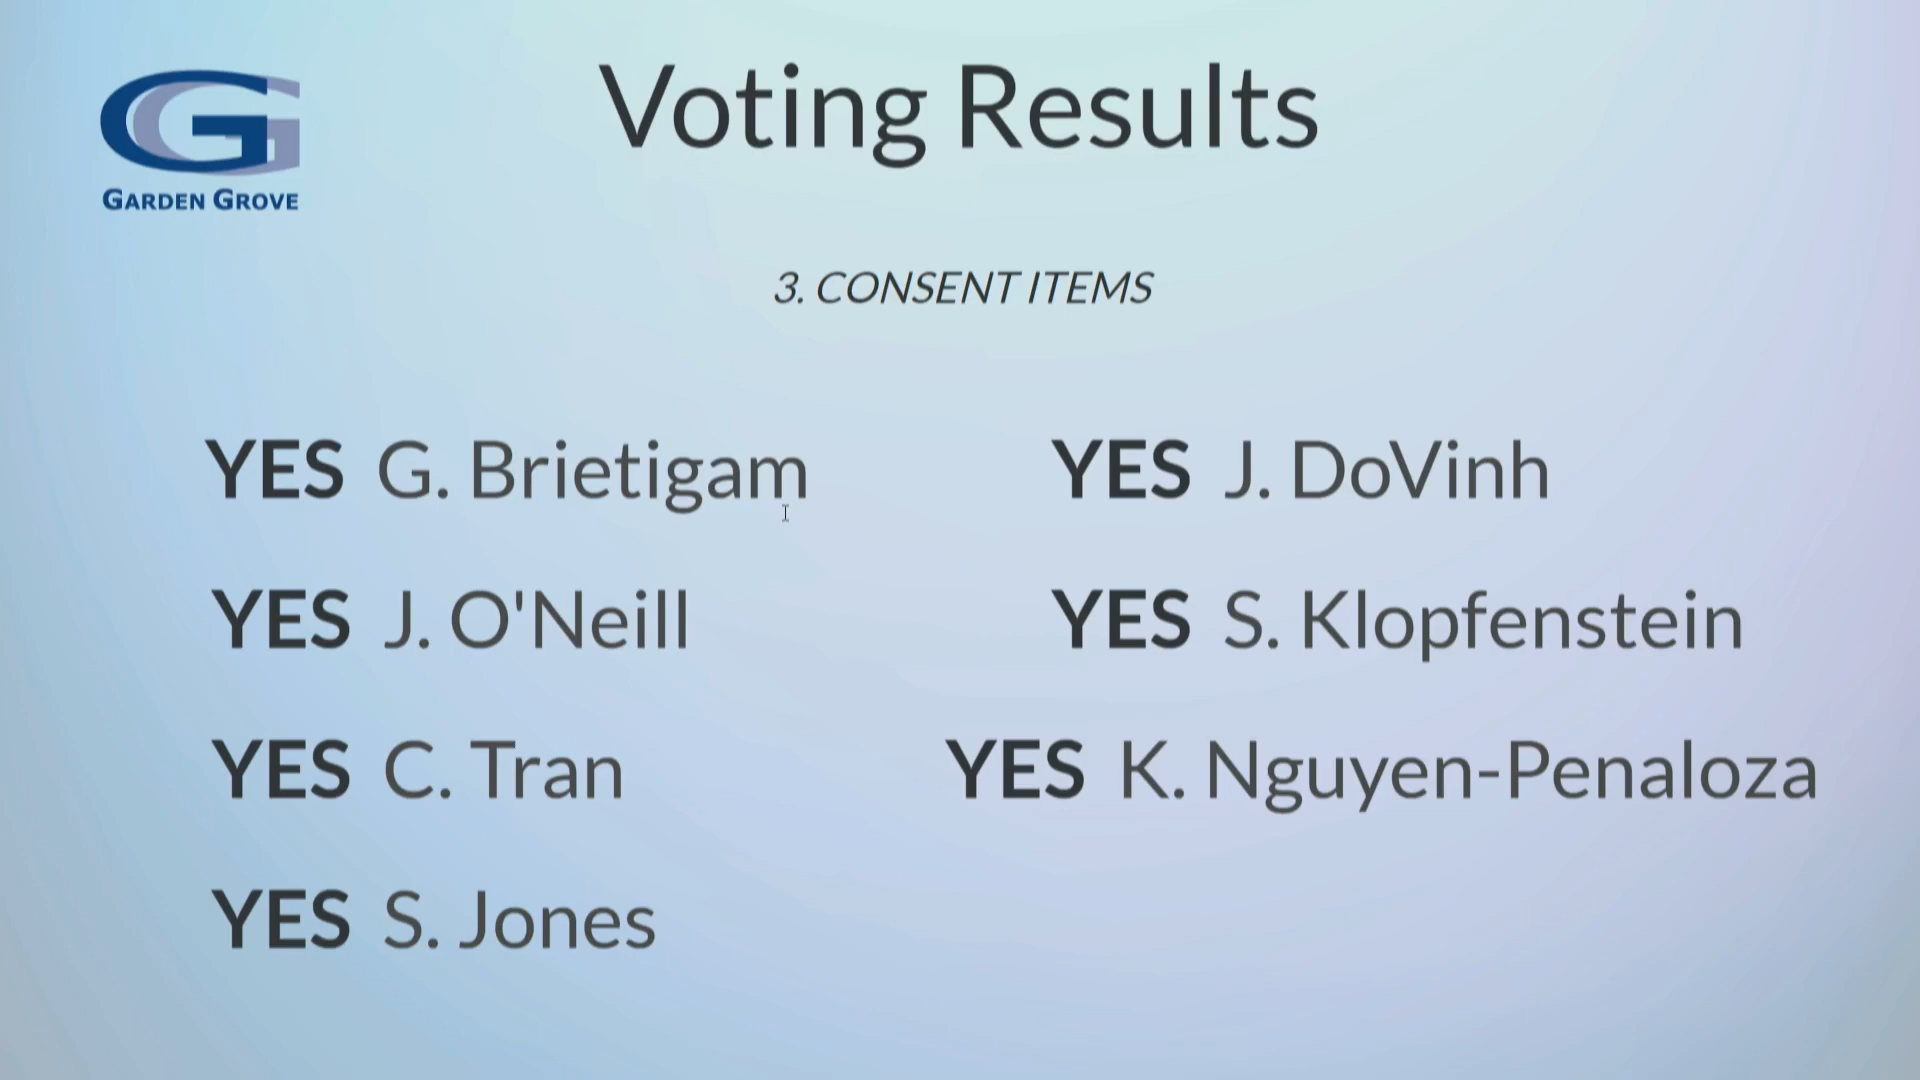 GARDEN GROVE
Voting Results
3. CONSENT ITEMS
YES G. Brietigam
YES J. DoVinh
YES J. O'Neill
YES S. Klopfenstein
YES C. Tran
YES K. Nguyen-Penaloza
YES S. Jones